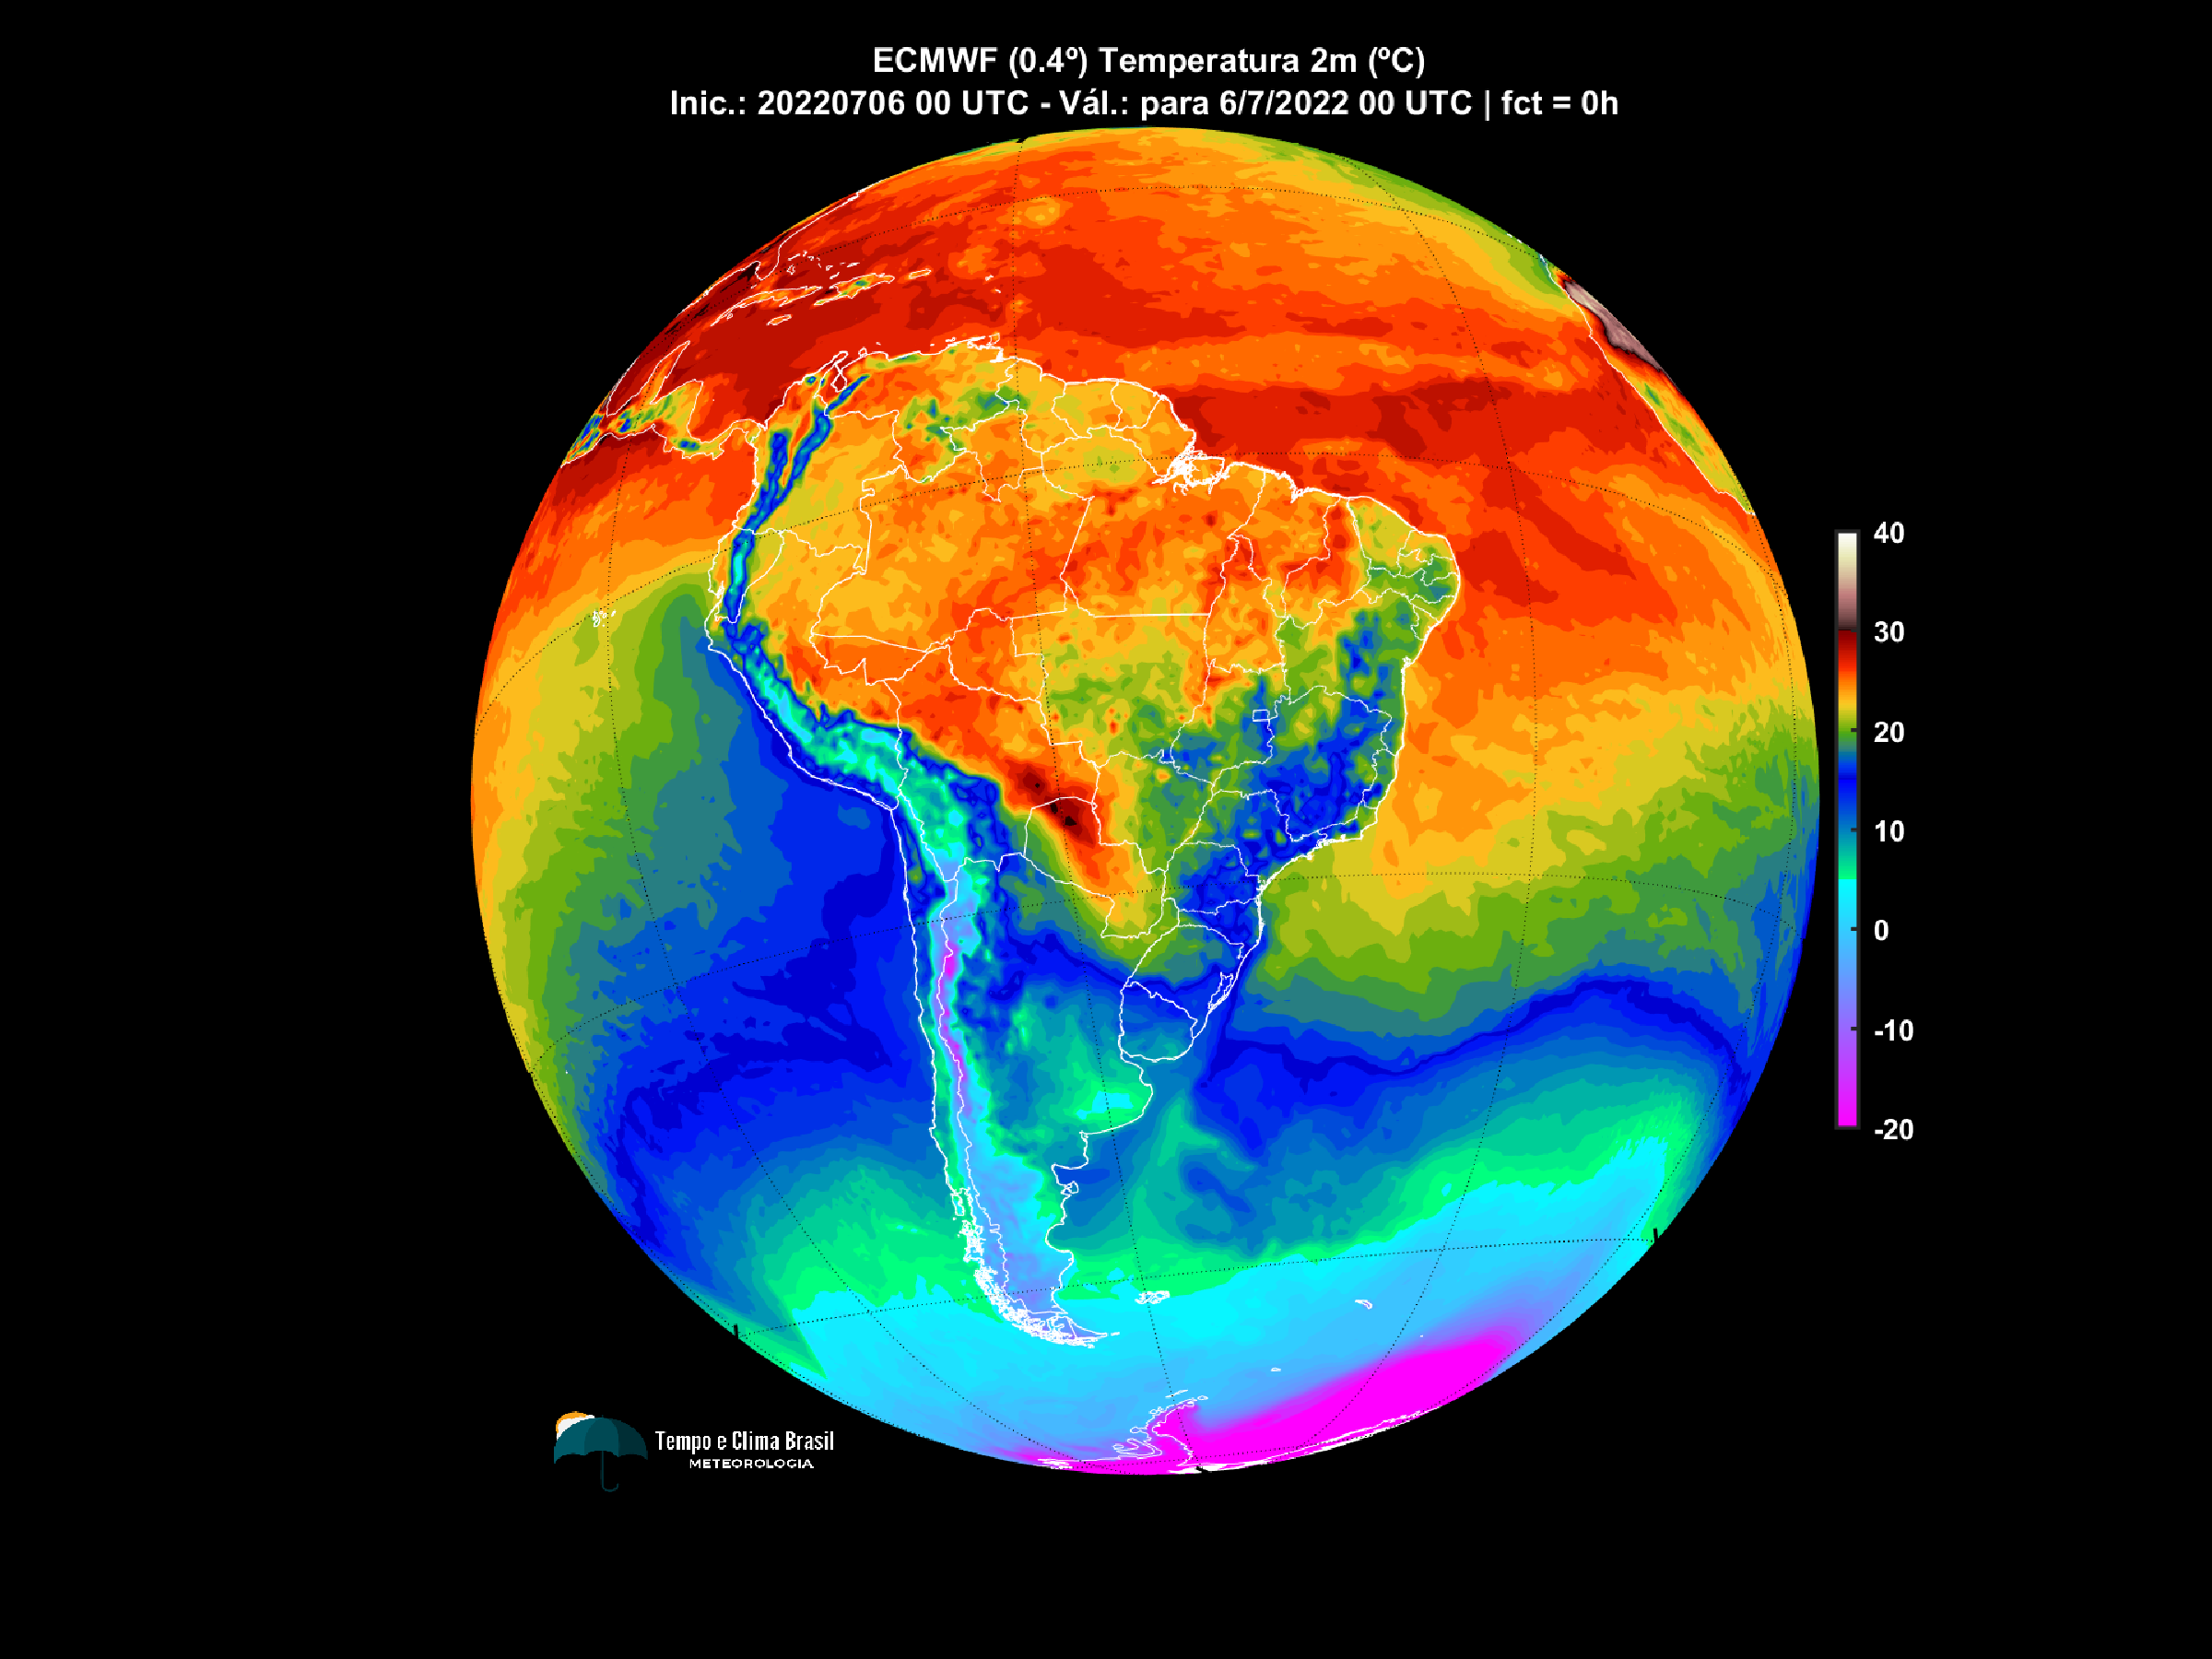 ECMWF (0.4º) Temperatura 2m (ºC)
Inic.: 20220706 00 UTC - Vál.: para 6/7/2022 00 UTC | fct = 0h
40
30
20
10
0
-10
-20
Tempo e Clima Brasil
METEOROLOGIA